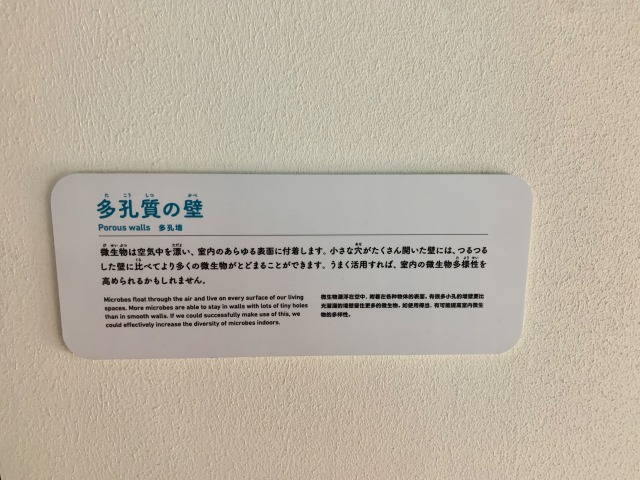 多孔質の壁
Porous walls 多孔墙
微生物は空気中を漂い、室内のあらゆる表面に付着します。小さな穴がたくさん開いた壁には、つるつる
した壁に比べてより多くの微生物がとどまることができます。うまく活用すれば、室内の微生物多様性を
高められるかもしれません。
Microbes float through the air and live on every surface of our living
spaces. More microbes are able to stay in walls with lots of tiny holes
than in smooth walls. If we could successfully make use of this, we
could effectively increase the diversity of microbes indoors.
微生物漂浮在空中，附着在各种物体的表面。有很多小孔的墙壁要比
光溜溜的墙壁留住更多的微生物。如使用得当，有可能提高室内微生
物的多样性。